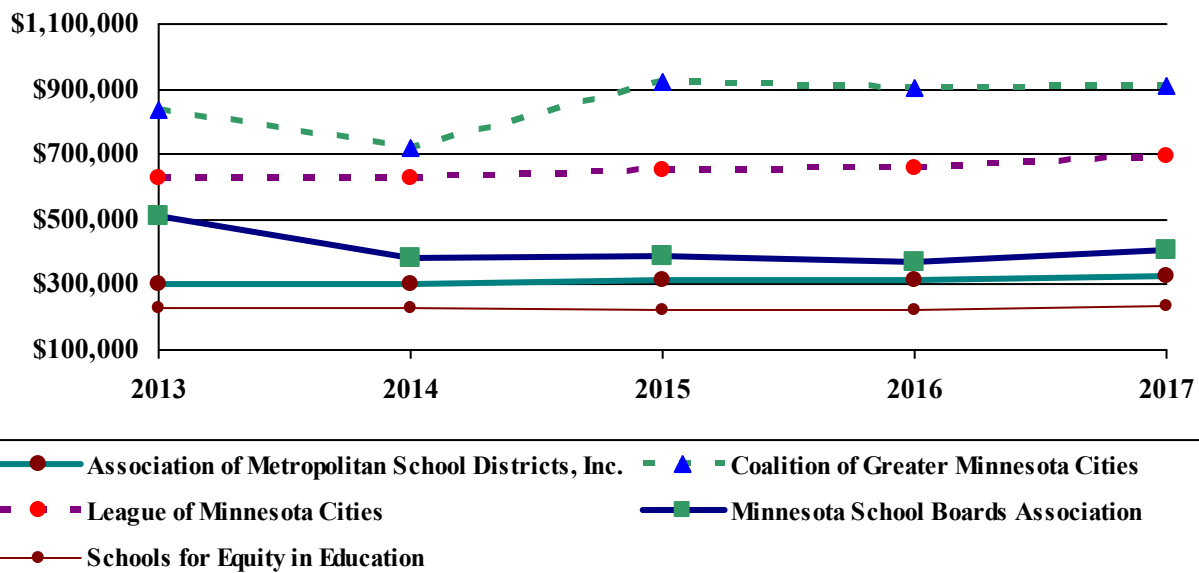 $1,100,000
$900,000
$700,000
$500,000
$300,000
$100,000
2013 2014 2015 2016 2017
Association of Metropolitan School Districts, Inc. Coalition of Greater Minnesota Cities
League of Minnesota Cities Minnesota School Boards Association
Schools for Equity in Education